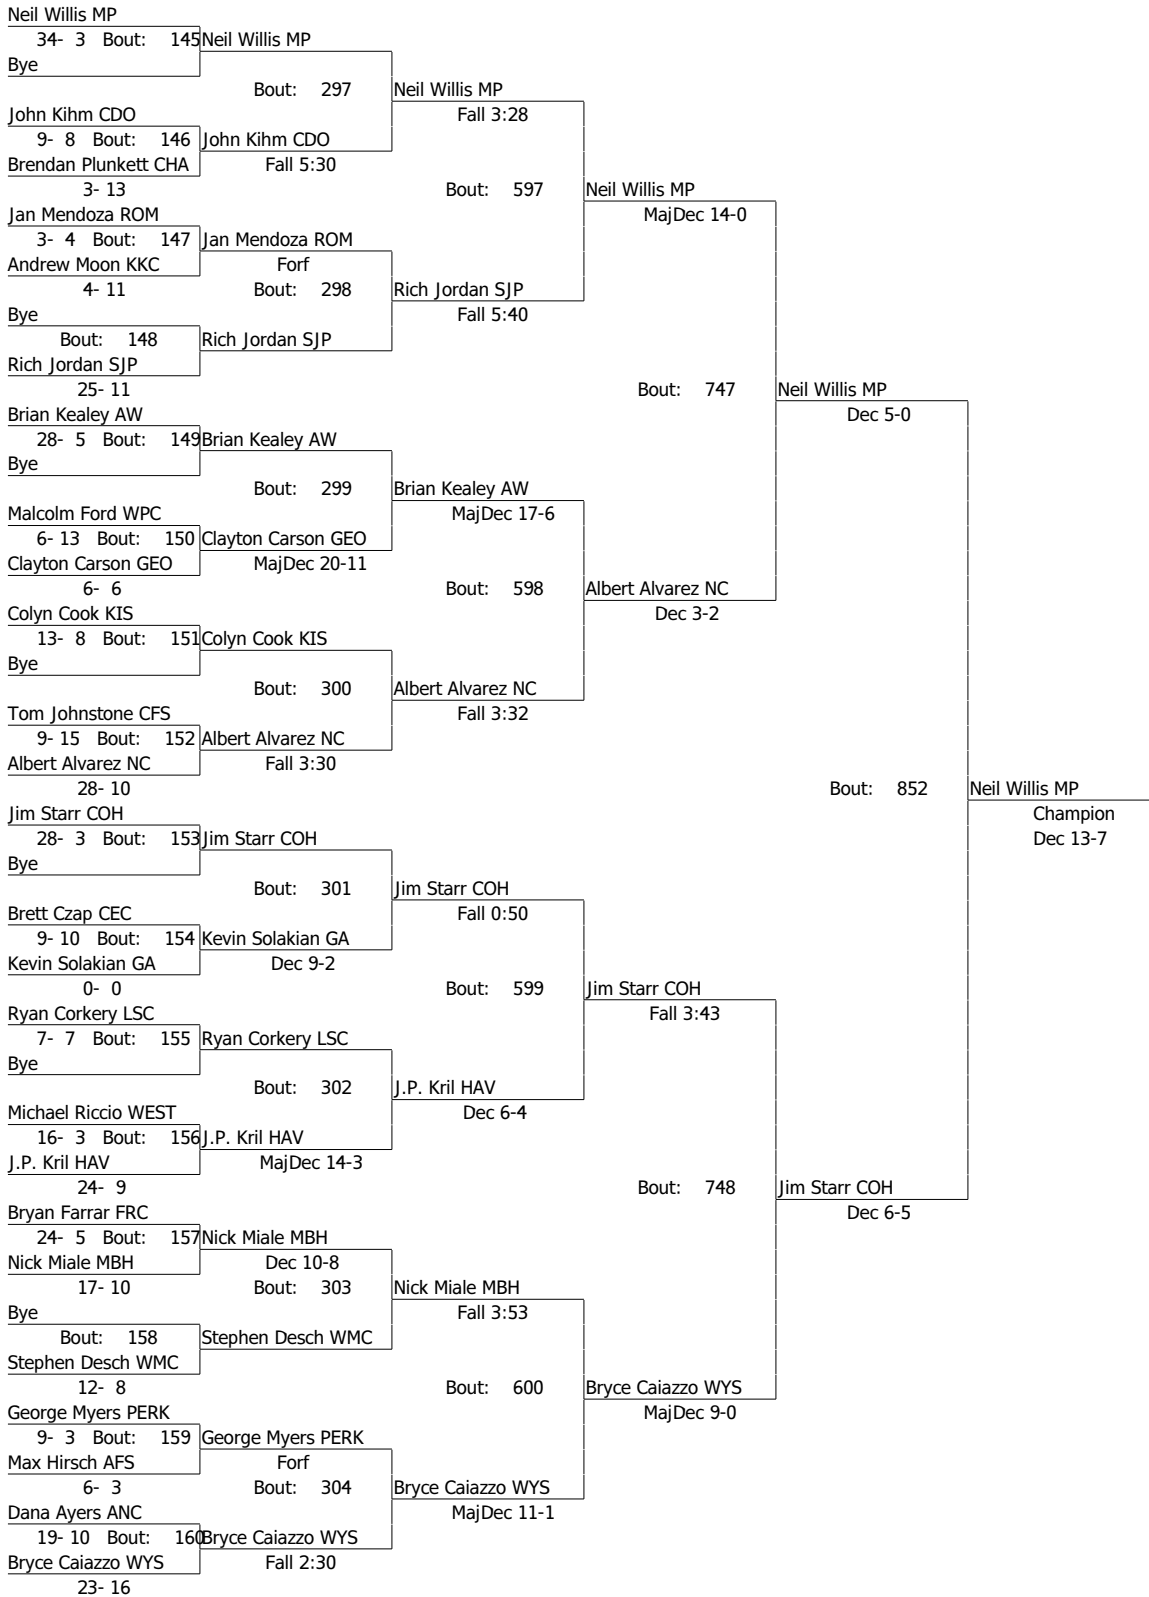 Neil Willis MP
34- 3 Bout: 145 Neil Willis MP
Bye
Bout: 297 Neil Willis MP
John Kihm CDO Fall 3:28
9- 8 Bout: 146 John Kihm CDO
Brendan Plunkett CHA Fall 5:30
3- 13 Bout: 597 Neil Willis MP
Jan Mendoza ROM MajDec 14-0
3- 4 Bout: 147 Jan Mendoza ROM
Andrew Moon KKC Forf
4- 11 Bout: 298 Rich Jordan SJP
Bye Fall 5:40
Bout: 148 Rich Jordan SJP
Rich Jordan SJP
25- 11 Bout: 747 Neil Willis MP
Brian Kealey AW Dec 5-0
28- 5 Bout: 149 Brian Kealey AW
Bye
Bout: 299 Brian Kealey AW
Malcolm Ford WPC MajDec 17-6
6- 13 Bout: 150 Clayton Carson GEO
Clayton Carson GEO MajDec 20-11
6- 6 Bout: 598 Albert Alvarez NC
Colyn Cook KIS Dec 3-2
13- 8 Bout: 151 Colyn Cook KIS
Bye
Bout: 300 Albert Alvarez NC
Tom Johnstone CFS Fall 3:32
9- 15 Bout: 152 Albert Alvarez NC
Albert Alvarez NC Fall 3:30
28- 10 Bout: 852 Neil Willis MP
Jim Starr COH Champion
28- 3 Bout: 153 Jim Starr COH Dec 13-7
Bye
Bout: 301 Jim Starr COH
Brett Czap CEC Fall 0:50
9- 10 Bout: 154 Kevin Solakian GA
Kevin Solakian GA Dec 9-2
0- 0 Bout: 599 Jim Starr COH
Ryan Corkery LSC Fall 3:43
7- 7 Bout: 155 Ryan Corkery LSC
Bye
Bout: 302 J.P. Kril HAV
Michael Riccio WEST Dec 6-4
16- 3 Bout: 156 J.P. Kril HAV
J.P. Kril HAV MajDec 14-3
24- 9 Bout: 748 Jim Starr COH
Bryan Farrar FRC Dec 6-5
24- 5 Bout: 157 Nick Miale MBH
Nick Miale MBH Dec 10-8
17- 10 Bout: 303 Nick Miale MBH
Bye Fall 3:53
Bout: 158 Stephen Desch WMC
Stephen Desch WMC
12- 8 Bout: 600 Bryce Caiazzo WYS
George Myers PERK MajDec 9-0
9- 3 Bout: 159 George Myers PERK
Max Hirsch AFS Forf
6- 3 Bout: 304 Bryce Caiazzo WYS
Dana Ayers ANC MajDec 11-1
19- 10 Bout: 160 Bryce Caiazzo WYS
Bryce Caiazzo WYS Fall 2:30
23- 16